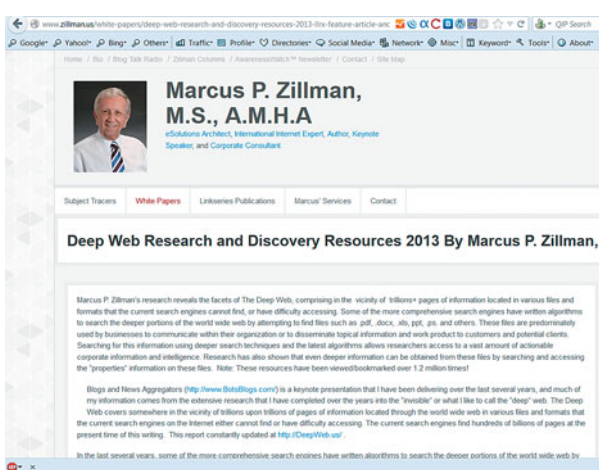 www.zillman.us/white-papers/deep-web-research-and-discovery-resources-2013-llrx-feature-article-anc QIP Search
Google Yahoo! Bing Others Traffic Profile Directories Social Media Network Misc Keyword Tools About
Home / Bio / Blog Talk Radio / Zillman Columns / AwarenessWatch™ Newsletter / Contact / Site Map
Marcus P. Zillman,
M.S., A.M.H.A
eSolutions Architect, International Internet Expert, Author, Keynote
Speaker, and Corporate Consultant
Subject Tracers White Papers Linkseries Publications Marcus' Services Contact
Deep Web Research and Discovery Resources 2013 By Marcus P. Zillman,
Marcus P. Zillman's research reveals the facets of The Deep Web, comprising in the vicinity of trillions+ pages of information located in various files and
formats that the current search engines cannot find, or have difficulty accessing. Some of the more comprehensive search engines have written algorithms
to search the deeper portions of the world wide web by attempting to find files such as .pdf, .docx, .xls, ppt, .ps. and others. These files are predominately
used by businesses to communicate within their organization or to disseminate topical information and work product to customers and potential clients.
Searching for this information using deeper search techniques and the latest algorithms allows researchers access to a vast amount of actionable
corporate information and intelligence. Research has also shown that even deeper information can be obtained from these files by searching and accessing
the "properties" information on these files. Note: These resources have been viewed/bookmarked over 1.2 million times!
Blogs and News Aggregators (http://www.BotsBlogs.com/) is a keynote presentation that I have been delivering over the last several years, and much of
my information comes from the extensive research that I have completed over the years into the "invisible" or what I like to call the "deep" web. The Deep
Web covers somewhere in the vicinity of trillions upon trillions of pages of information located through the world wide web in various files and formats that
the current search engines on the Internet either cannot find or have difficulty accessing. The current search engines find hundreds of billions of pages at the
present time of this writing. This report constantly updated at http://DeepWeb.us/ .
In the last several years, some of the more comprehensive search engines have written algorithms to search the deeper portions of the world wide web by